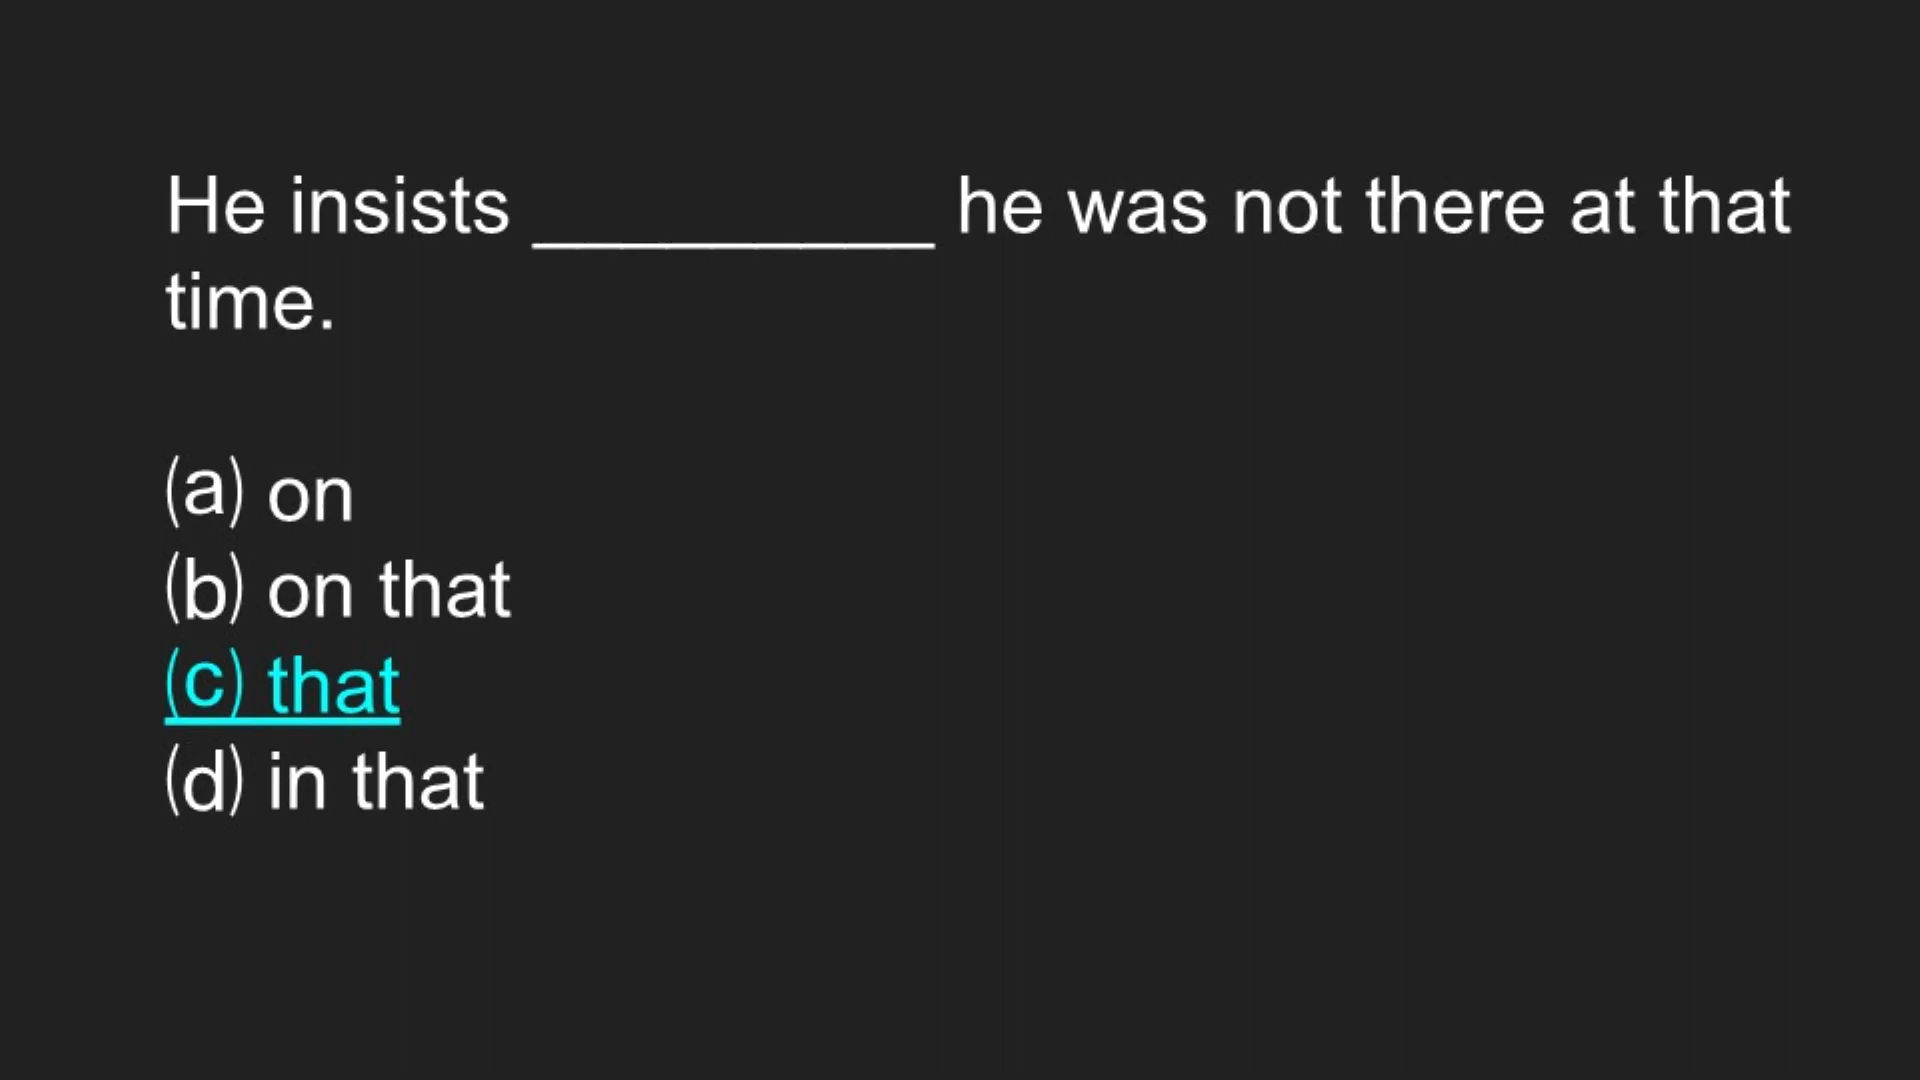 He insists __________ he was not there at that
time.
(a) on
(b) on that
(c) that
(d) in that